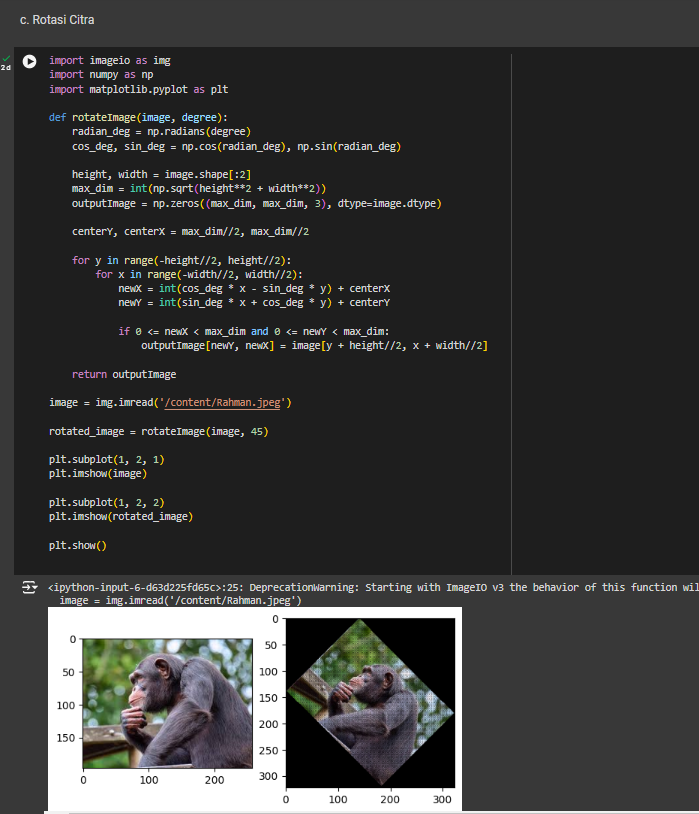 c. Rotasi Citra
2d
import imageio as img
import numpy as np
import matplotlib.pyplot as plt
def rotateImage(image, degree):
radian_deg = np.radians(degree)
cos_deg, sin_deg = np.cos(radian_deg), np.sin(radian_deg)
height, width = image.shape[:2]
max_dim = int(np.sqrt(height**2 + width**2))
outputImage = np.zeros((max_dim, max_dim, 3), dtype=image.dtype)
centerY, centerX = max_dim//2, max_dim//2
for y in range(-height//2, height//2):
for x in range(-width//2, width//2):
newX = int(cos_deg * x - sin_deg * y) + centerX
newY = int(sin_deg * x + cos_deg * y) + centerY
if 0 <= newX < max_dim and 0 <= newY < max_dim:
outputImage[newY, newX] = image[y + height//2, x + width//2]
return outputImage
image = img.imread('/content/Rahman.jpeg')
rotated_image = rotateImage(image, 45)
plt.subplot(1, 2, 1)
plt.imshow(image)
plt.subplot(1, 2, 2)
plt.imshow(rotated_image)
plt.show()
<ipython-input-6-d63d225fd65c>:25: DeprecationWarning: Starting with ImageIO v3 the behavior of this function wil
image = img.imread('/content/Rahman.jpeg')
0
50
100
150
0 100 200
0
50
100
150
200
250
300
0 100 200 300